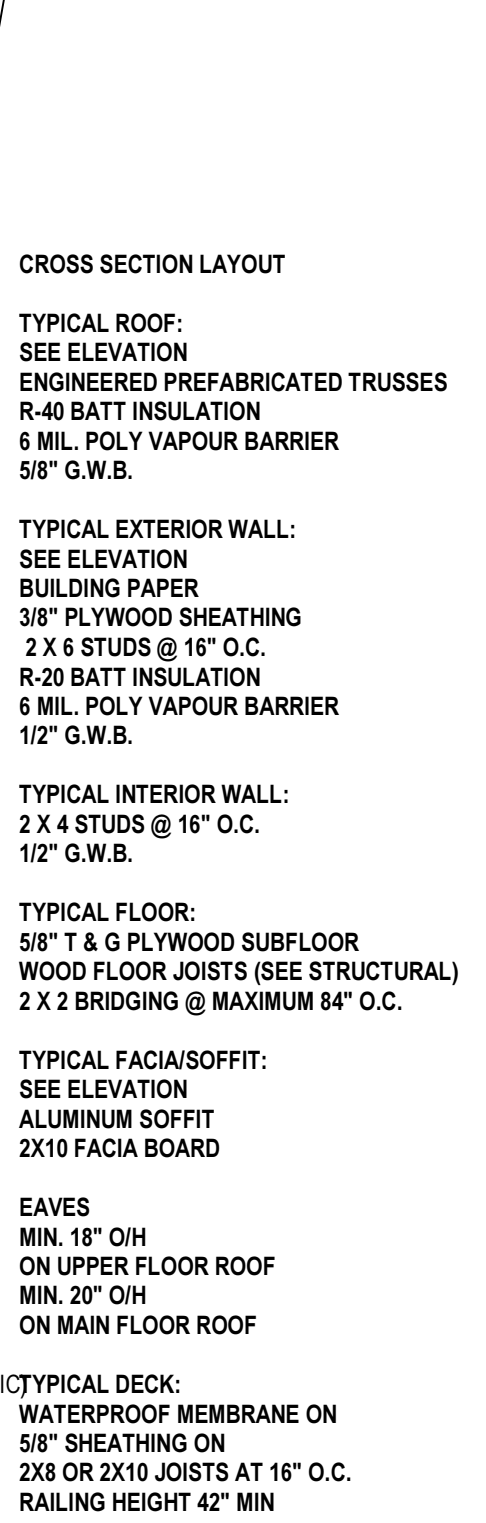 CROSS SECTION LAYOUT
TYPICAL ROOF:
SEE ELEVATION
ENGINEERED PREFABRICATED TRUSSES
R-40 BATT INSULATION
6 MIL. POLY VAPOUR BARRIER
5/8" G.W.B.
TYPICAL EXTERIOR WALL:
SEE ELEVATION
BUILDING PAPER
3/8" PLYWOOD SHEATHING
2 X 6 STUDS @ 16" O.C.
R-20 BATT INSULATION
6 MIL. POLY VAPOUR BARRIER
1/2" G.W.B.
TYPICAL INTERIOR WALL:
2 X 4 STUDS @ 16" O.C.
1/2" G.W.B.
TYPICAL FLOOR:
5/8" T & G PLYWOOD SUBFLOOR
WOOD FLOOR JOISTS (SEE STRUCTURAL)
2 X 2 BRIDGING @ MAXIMUM 84" O.C.
TYPICAL FACIA/SOFFIT:
SEE ELEVATION
ALUMINUM SOFFIT
2X10 FACIA BOARD
EAVES
MIN. 18" O/H
ON UPPER FLOOR ROOF
MIN. 20" O/H
ON MAIN FLOOR ROOF
IC)TYPICAL DECK:
WATERPROOF MEMBRANE ON
5/8" SHEATHING ON
2X8 OR 2X10 JOISTS AT 16" O.C.
RAILING HEIGHT 42" MIN